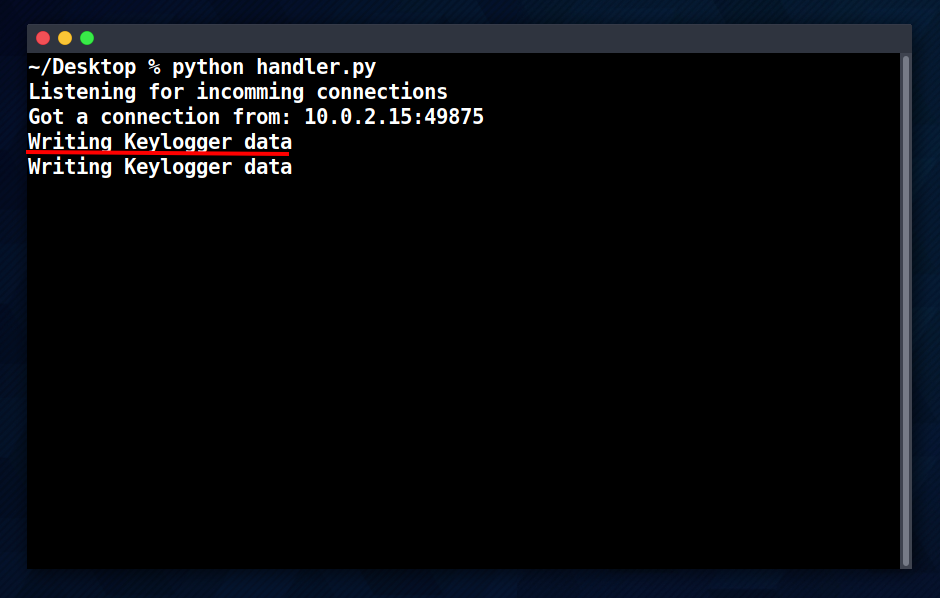 ~/Desktop % python handler.py
Listening for incomming connections
Got a connection from: 10.0.2.15:49875
Writing Keylogger data
Writing Keylogger data